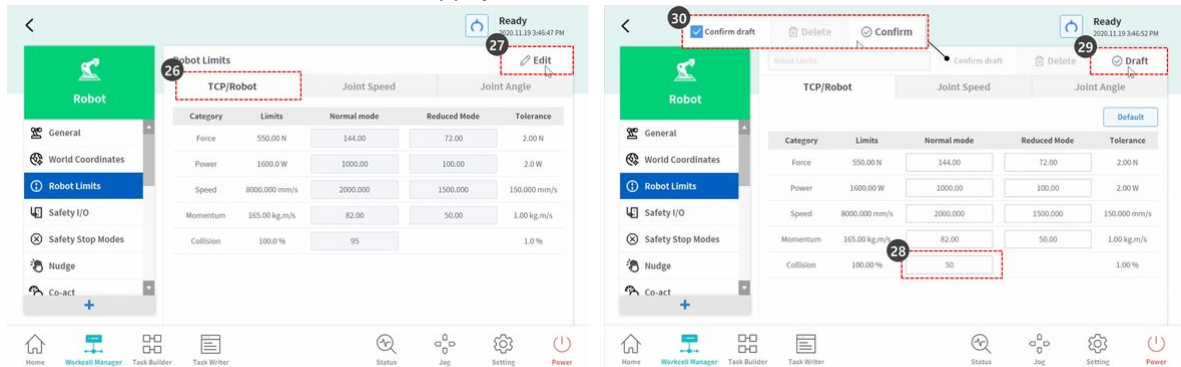 Ready
2020.11.19 3:46:47 PM
27
Robot Limits
Edit
26
TCP/Robot Joint Speed Joint Angle
Robot
General
World Coordinates
Robot Limits
Safety I/O
Safety Stop Modes
Nudge
Co-act
+
Category Limits Normal mode Reduced Mode Tolerance
Force 550.00 N 144.00 72.00 2.00 N
Power 1600.0 W 1000.00 100.00 2.0 W
Speed 8000.000 mm/s 2000.000 1500.000 150.000 mm/s
Momentum 165.00 kg.m/s 82.00 50.00 1.00 kg.m/s
Collision 100.0 % 95 1.0 %
Home Workcell Manager Task Builder Task Writer Status Jog Setting Power
30
Confirm draft Delete Confirm
Ready
2020.11.19 3:46:52 PM
29
Robot Limits Confirm draft Delete Draft
TCP/Robot Joint Speed Joint Angle
Default
Robot
General
World Coordinates
Robot Limits
Safety I/O
Safety Stop Modes
Nudge
Co-act
+
Category Limits Normal mode Reduced Mode Tolerance
Force 550.00 N 144.00 72.00 2.00 N
Power 1600.00 W 1000.00 100.00 2.00 W
Speed 8000.000 mm/s 2000.000 1500.000 150.000 mm/s
Momentum 165.00 kg.m/s 82.00 50.00 1.00 kg.m/s
28
Collision 100.00 % 50 1.00 %
Home Workcell Manager Task Builder Task Writer Status Jog Setting Power